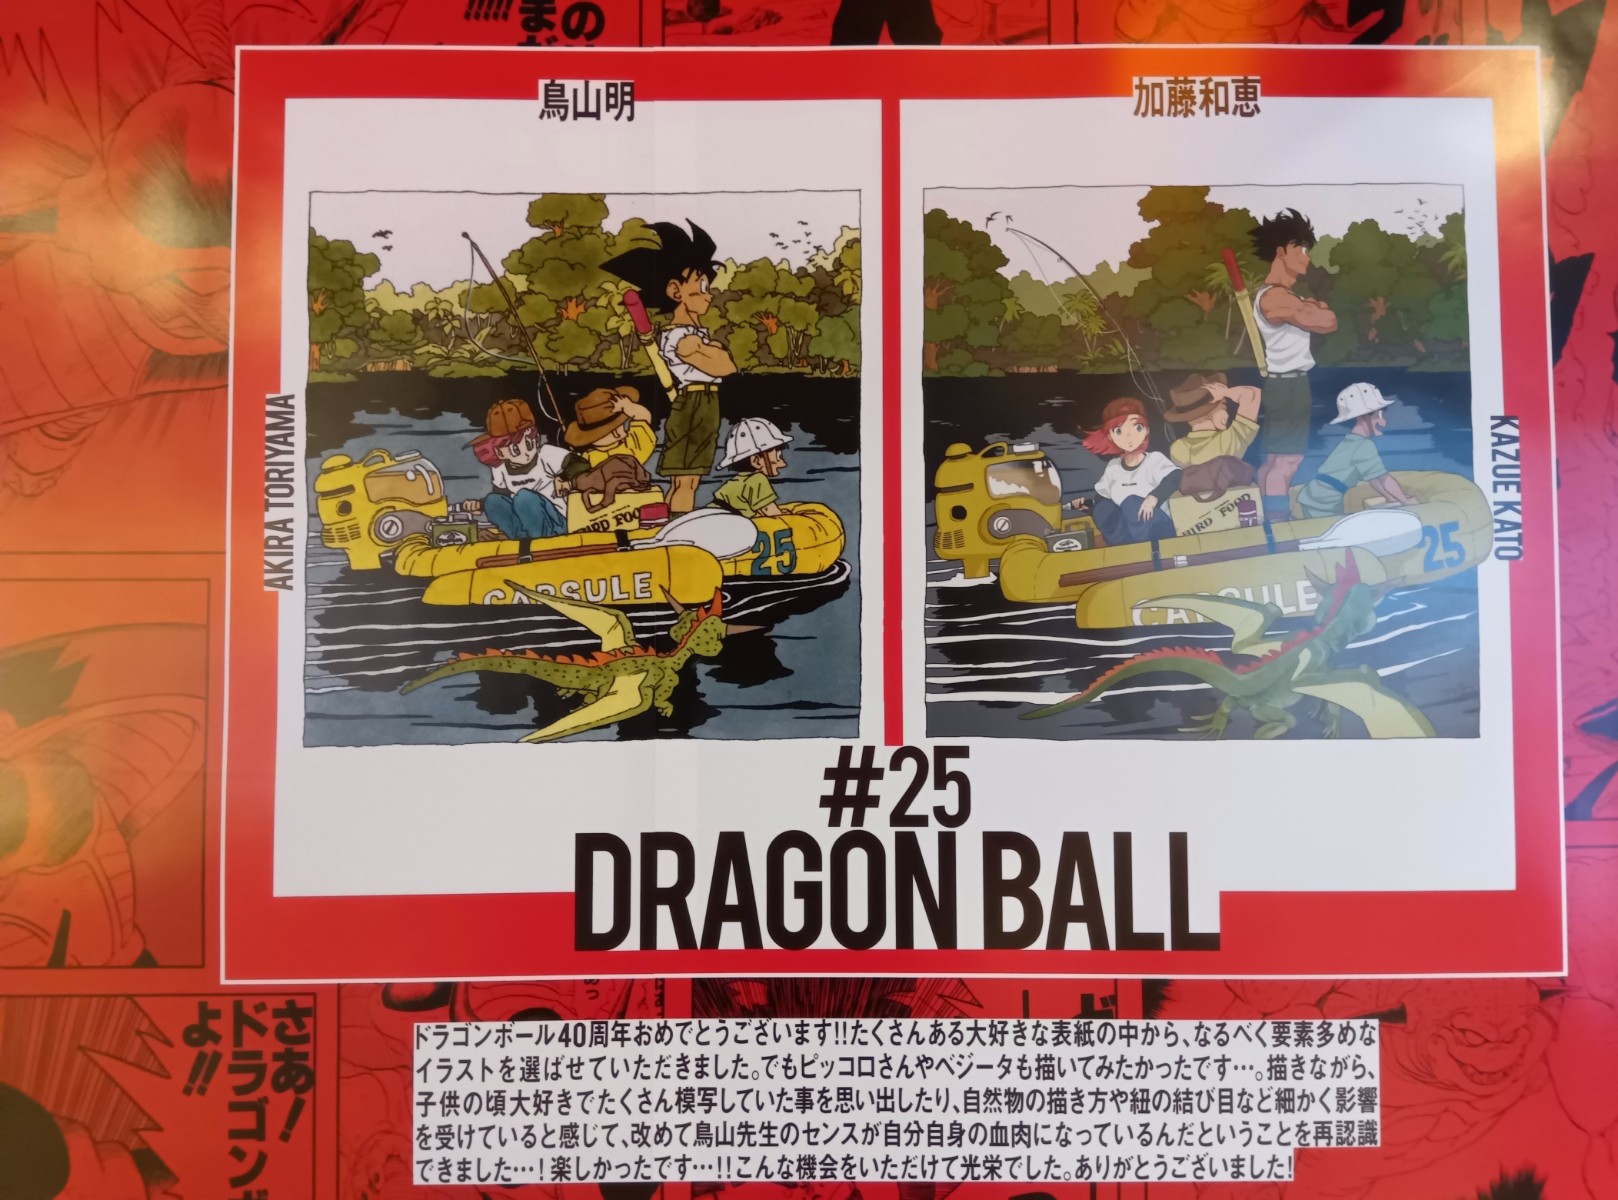 鳥山明
加藤和恵
AKIRA TORIYAMA
KAZUE KATO
25
CAPSULE
25
#25
DRAGON BALL
ドラゴンボール40周年おめでとうございます!!たくさんある大好きな表紙の中から、なるべく要素多めな
イラストを選ばせていただきました。でもピッコロさんやベジータも描いてみたかったです…。描きながら、
子供の頃大好きでたくさん模写していた事を思い出したり、自然物の描き方や紐の結び目など細かく影響
を受けていると感じて、改めて鳥山先生のセンスが自分自身の血肉になっているんだということを再認識
できました…!楽しかったです…!!こんな機会をいただけて光栄でした。ありがとうございました!
さあ!
ドラゴン
よ!!